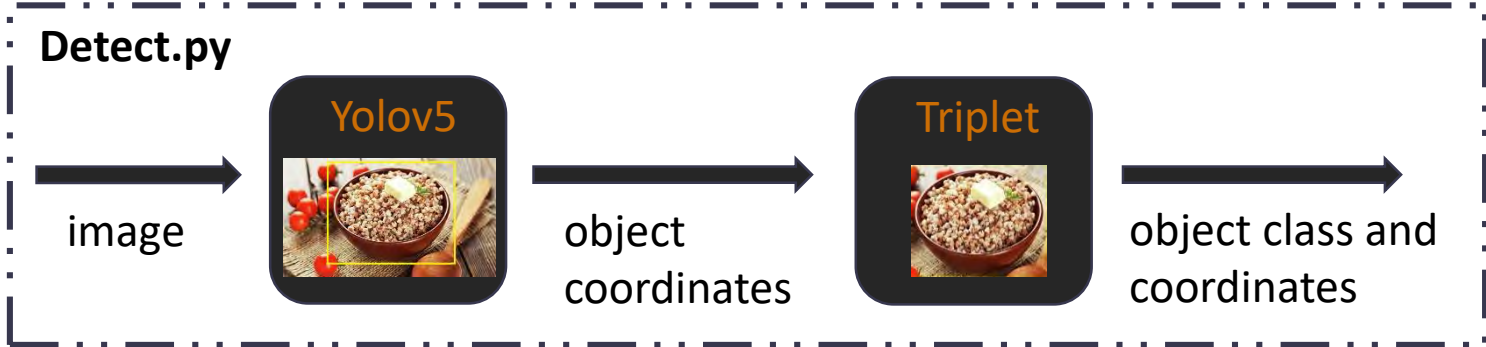 Detect.py
Yolov5
Triplet
image
object
coordinates
object class and
coordinates